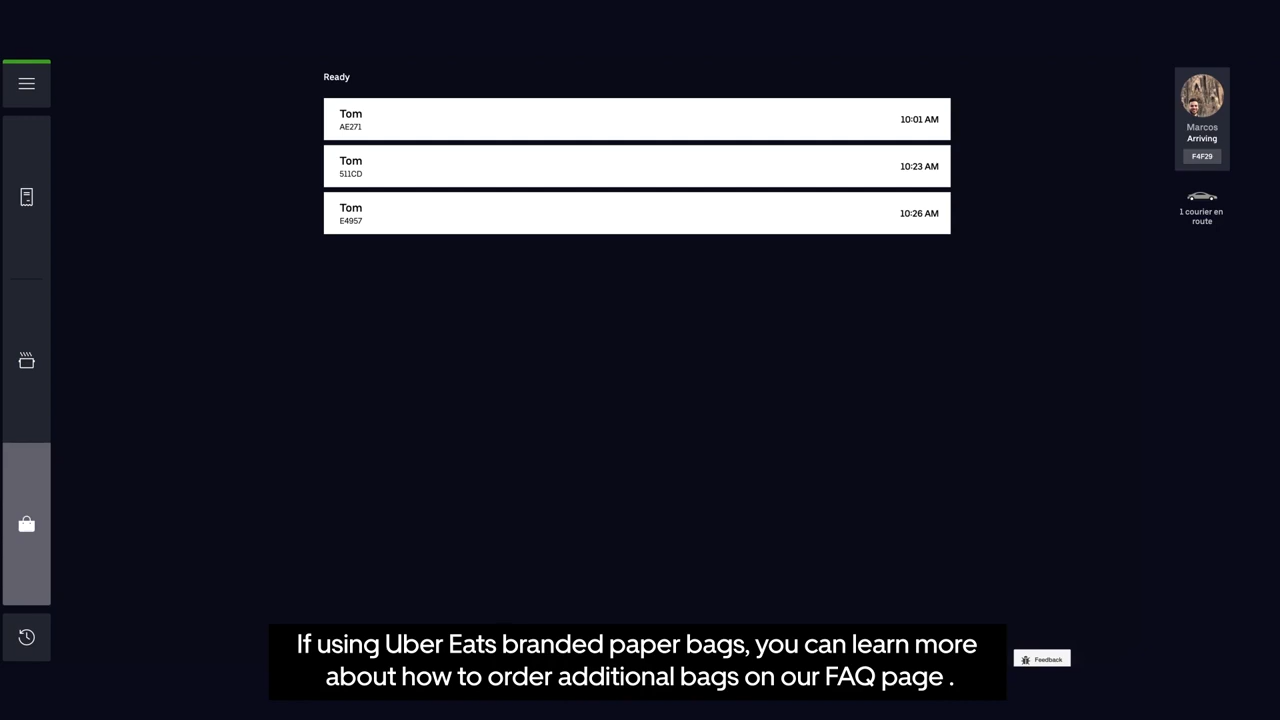 Ready
Tom
AE271
10:01 AM
Tom
511CD
10:23 AM
Tom
E4957
10:26 AM
Marcos
Arriving
F4F29
1 courier en
route
If using Uber Eats branded paper bags, you can learn more
about how to order additional bags on our FAQ page .
Feedback